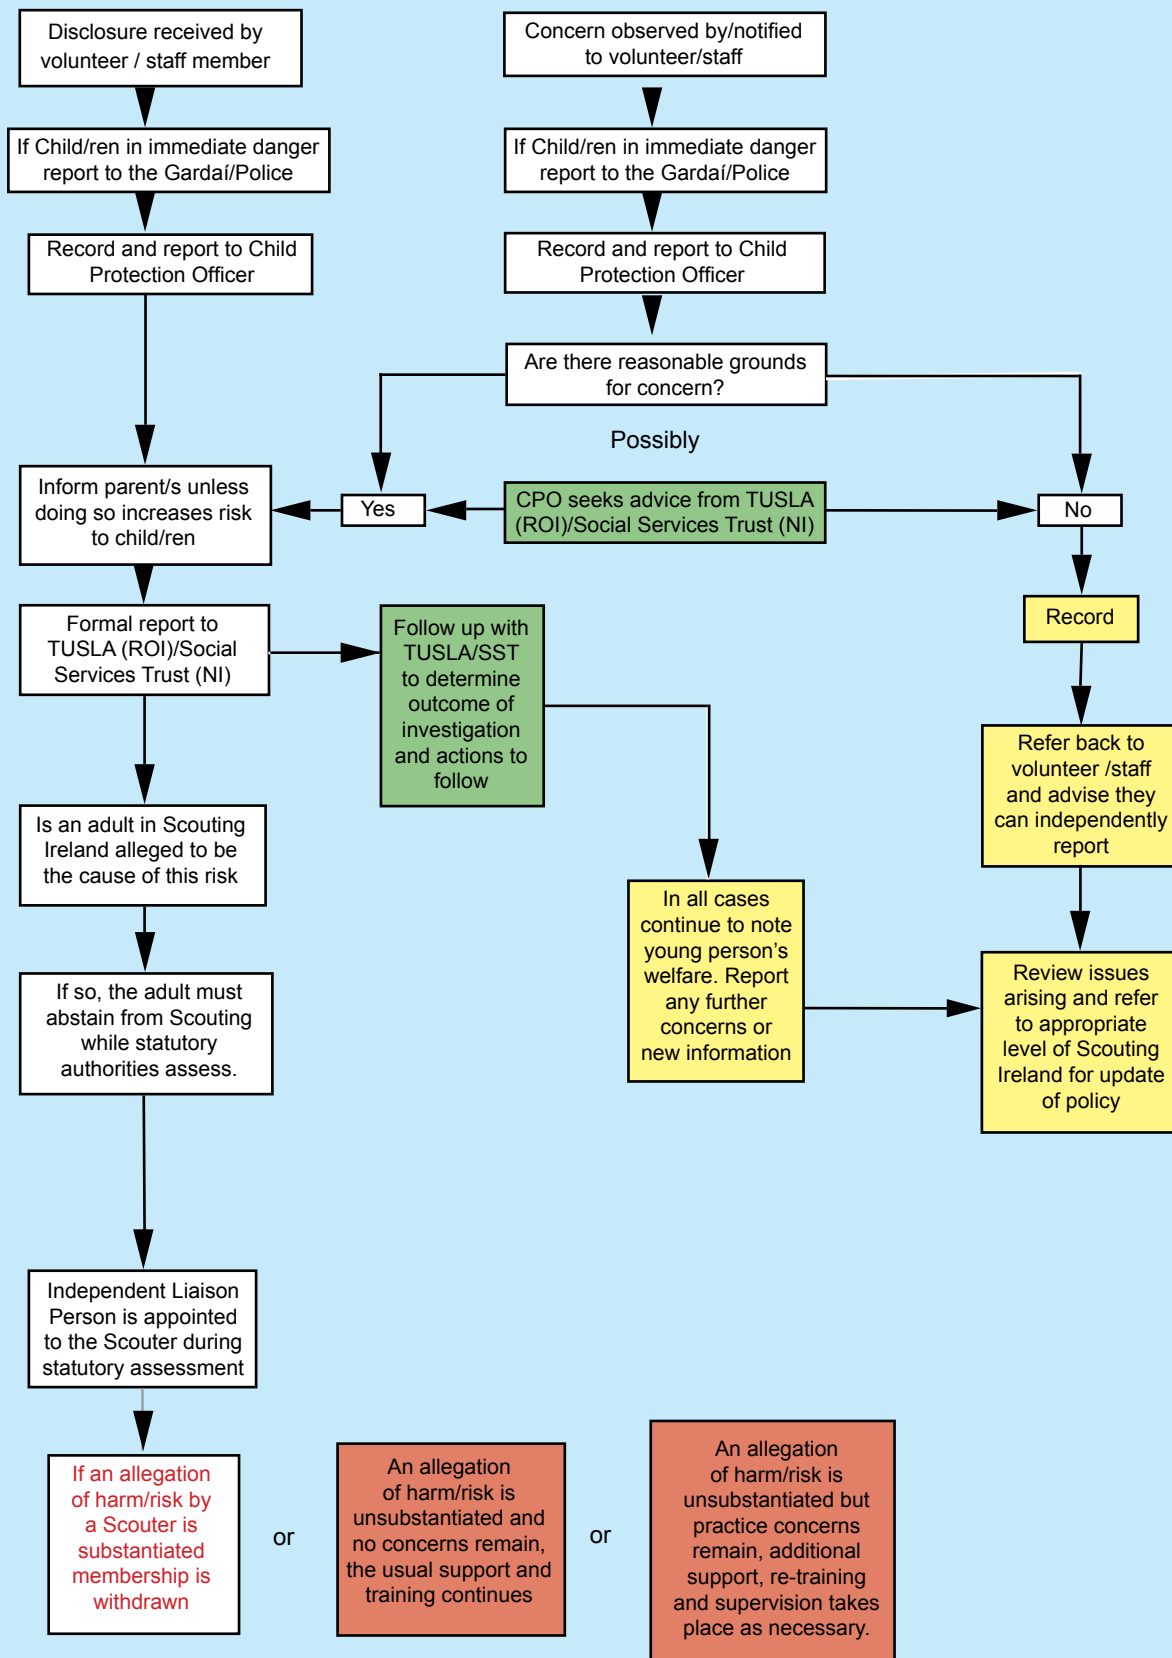 Disclosure received by
volunteer / staff member
Concern observed by/notified
to volunteer/staff
If Child/ren in immediate danger
report to the Gardaí/Police
If Child/ren in immediate danger
report to the Gardaí/Police
Record and report to Child
Protection Officer
Record and report to Child
Protection Officer
Are there reasonable grounds
for concern?
Possibly
Inform parent/s unless
doing so increases risk
to child/ren
Yes
CPO seeks advice from TUSLA
(ROI)/Social Services Trust (NI)
No
Formal report to
TUSLA (ROI)/Social
Services Trust (NI)
Follow up with
TUSLA/SST
to determine
outcome of
investigation
and actions to
follow
Record
Refer back to
volunteer /staff
and advise they
can independently
report
Is an adult in Scouting
Ireland alleged to be
the cause of this risk
In all cases
continue to note
young person's
welfare. Report
any further
concerns or
new information
Review issues
arising and refer
to appropriate
level of Scouting
Ireland for update
of policy
If so, the adult must
abstain from Scouting
while statutory
authorities assess.
Independent Liaison
Person is appointed
to the Scouter during
statutory assessment
If an allegation
of harm/risk by
a Scouter is
substantiated
membership is
withdrawn
or
An allegation
of harm/risk is
unsubstantiated and
no concerns remain,
the usual support and
training continues
or
An allegation
of harm/risk is
unsubstantiated but
practice concerns
remain, additional
support, re-training
and supervision takes
place as necessary.